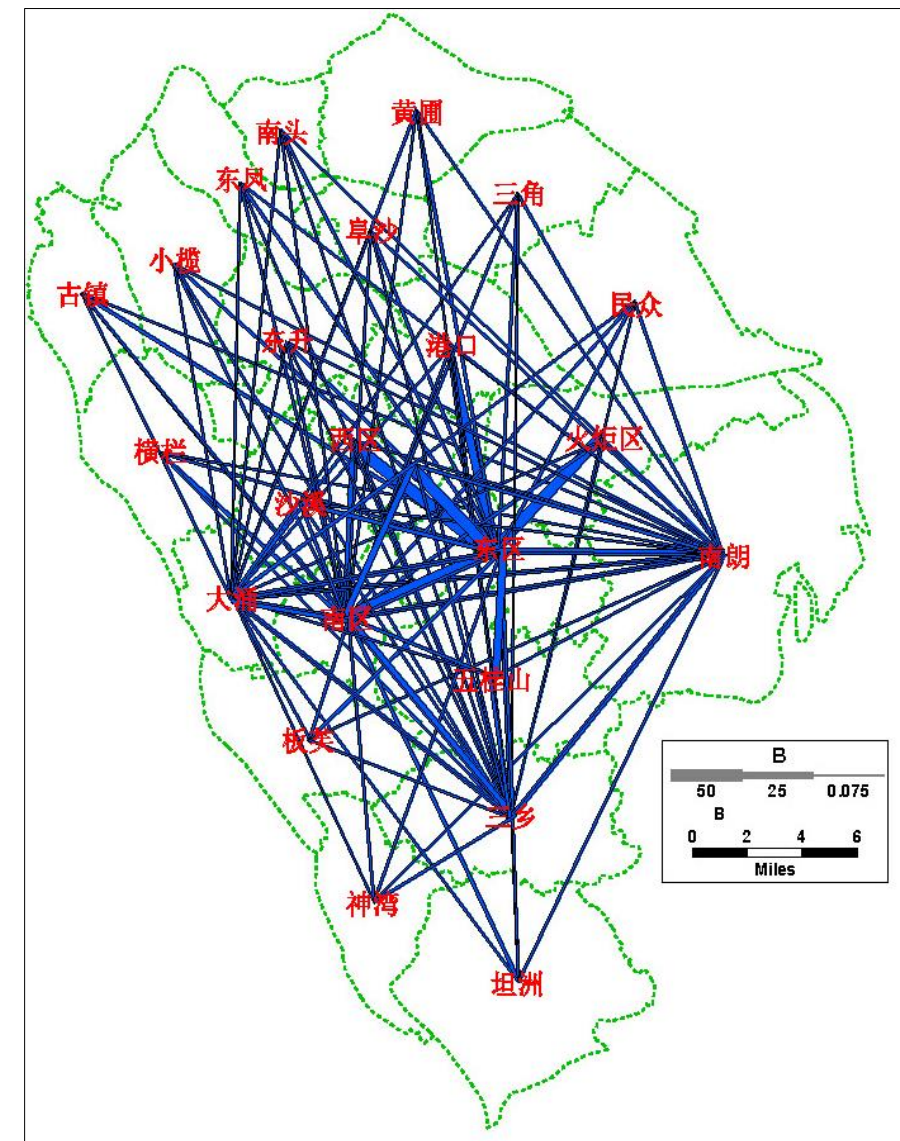 黄圃
南头
东凤
三角
阜沙
小榄
古镇
民众
东升
港口
西区
火炬区
横栏
沙溪
东区
南朗
大涌
南区
五桂山
板芙
三乡
神湾
坦洲
B
50 25 0.075
B
0 2 4 6
Miles